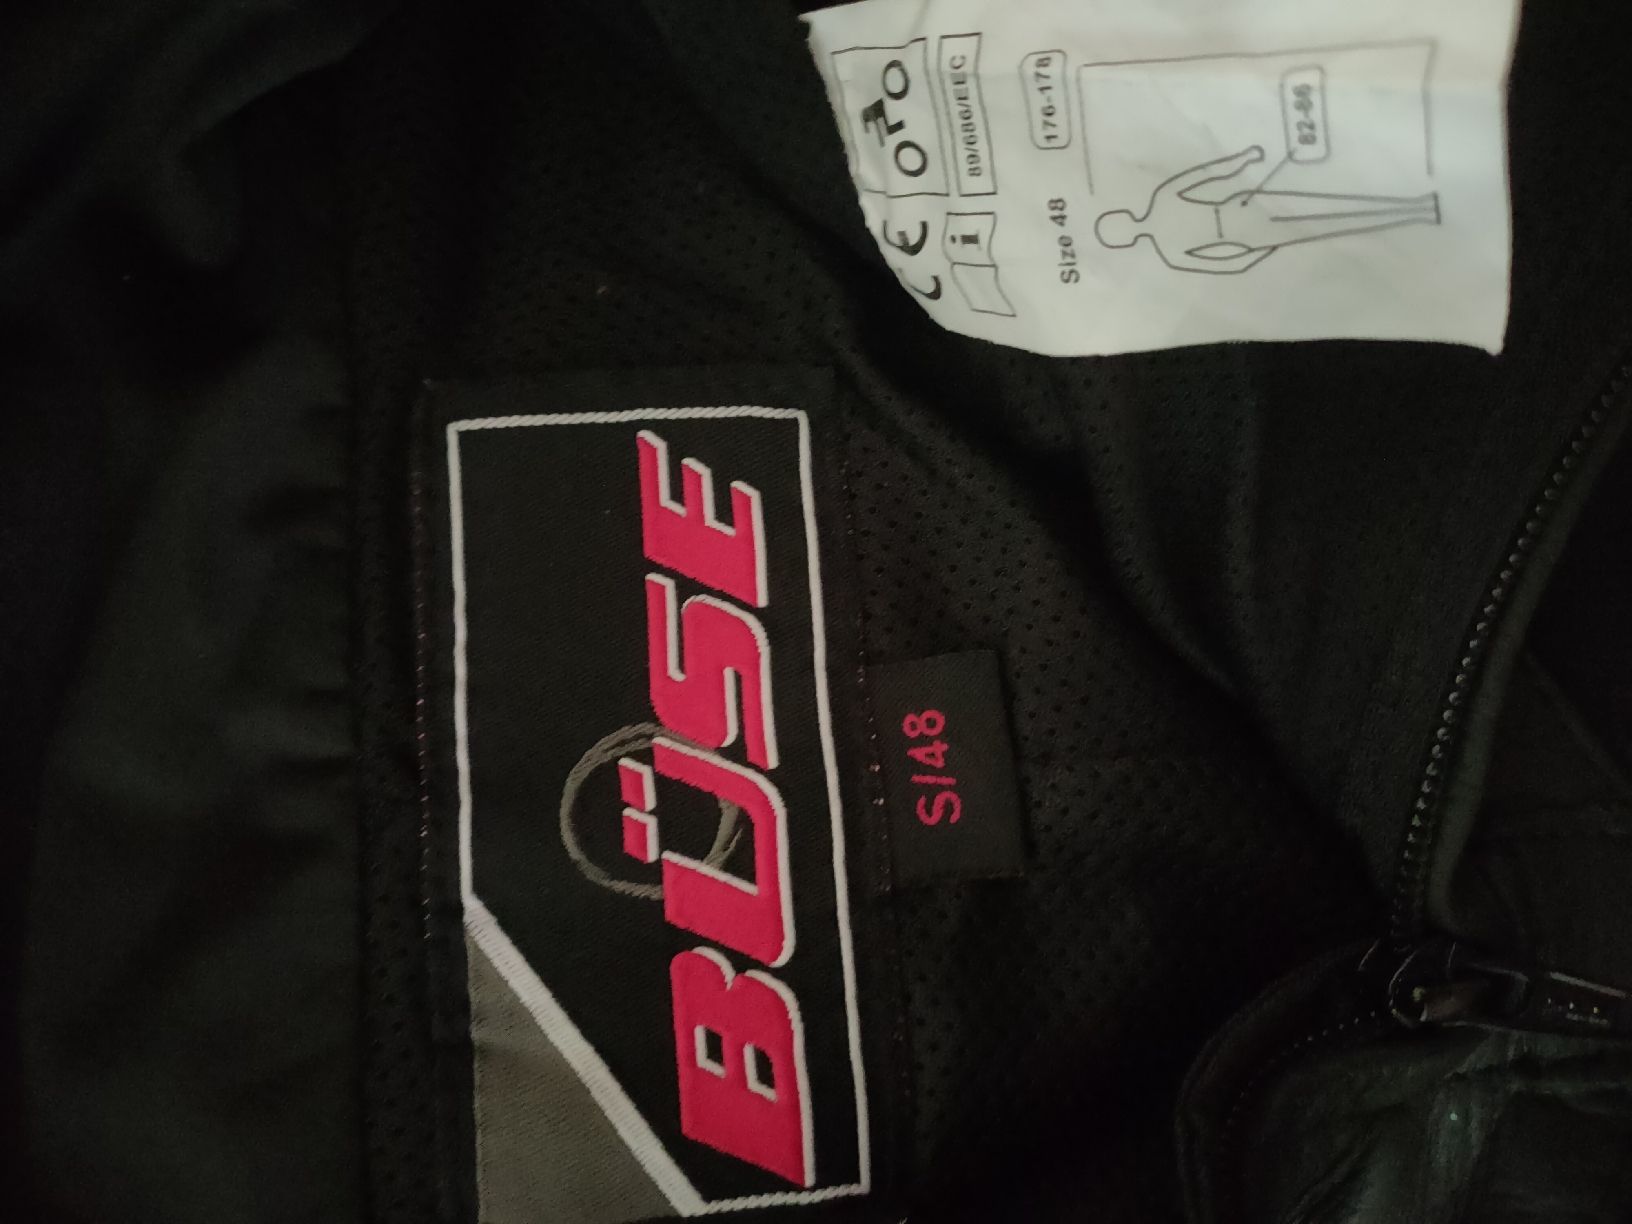 BÜSE
S/48
CE
89/686/EEC
i
Size 48 176-178
82-86